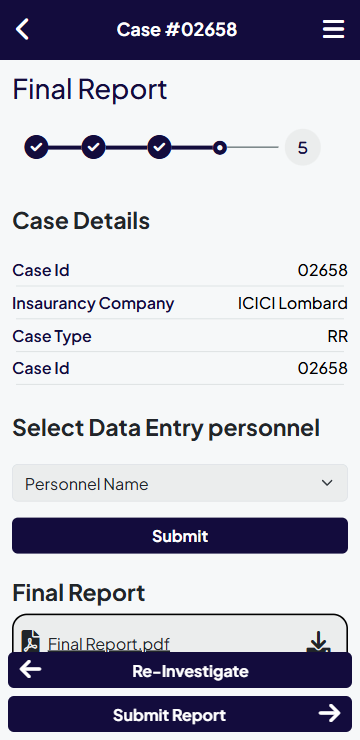 Case #02658
Final Report
5
Case Details
Case Id 02658
Insaurancy Company ICICI Lombard
Case Type RR
Case Id 02658
Select Data Entry personnel
Personnel Name
Submit
Final Report
Final Report.pdf
Re-Investigate
Submit Report